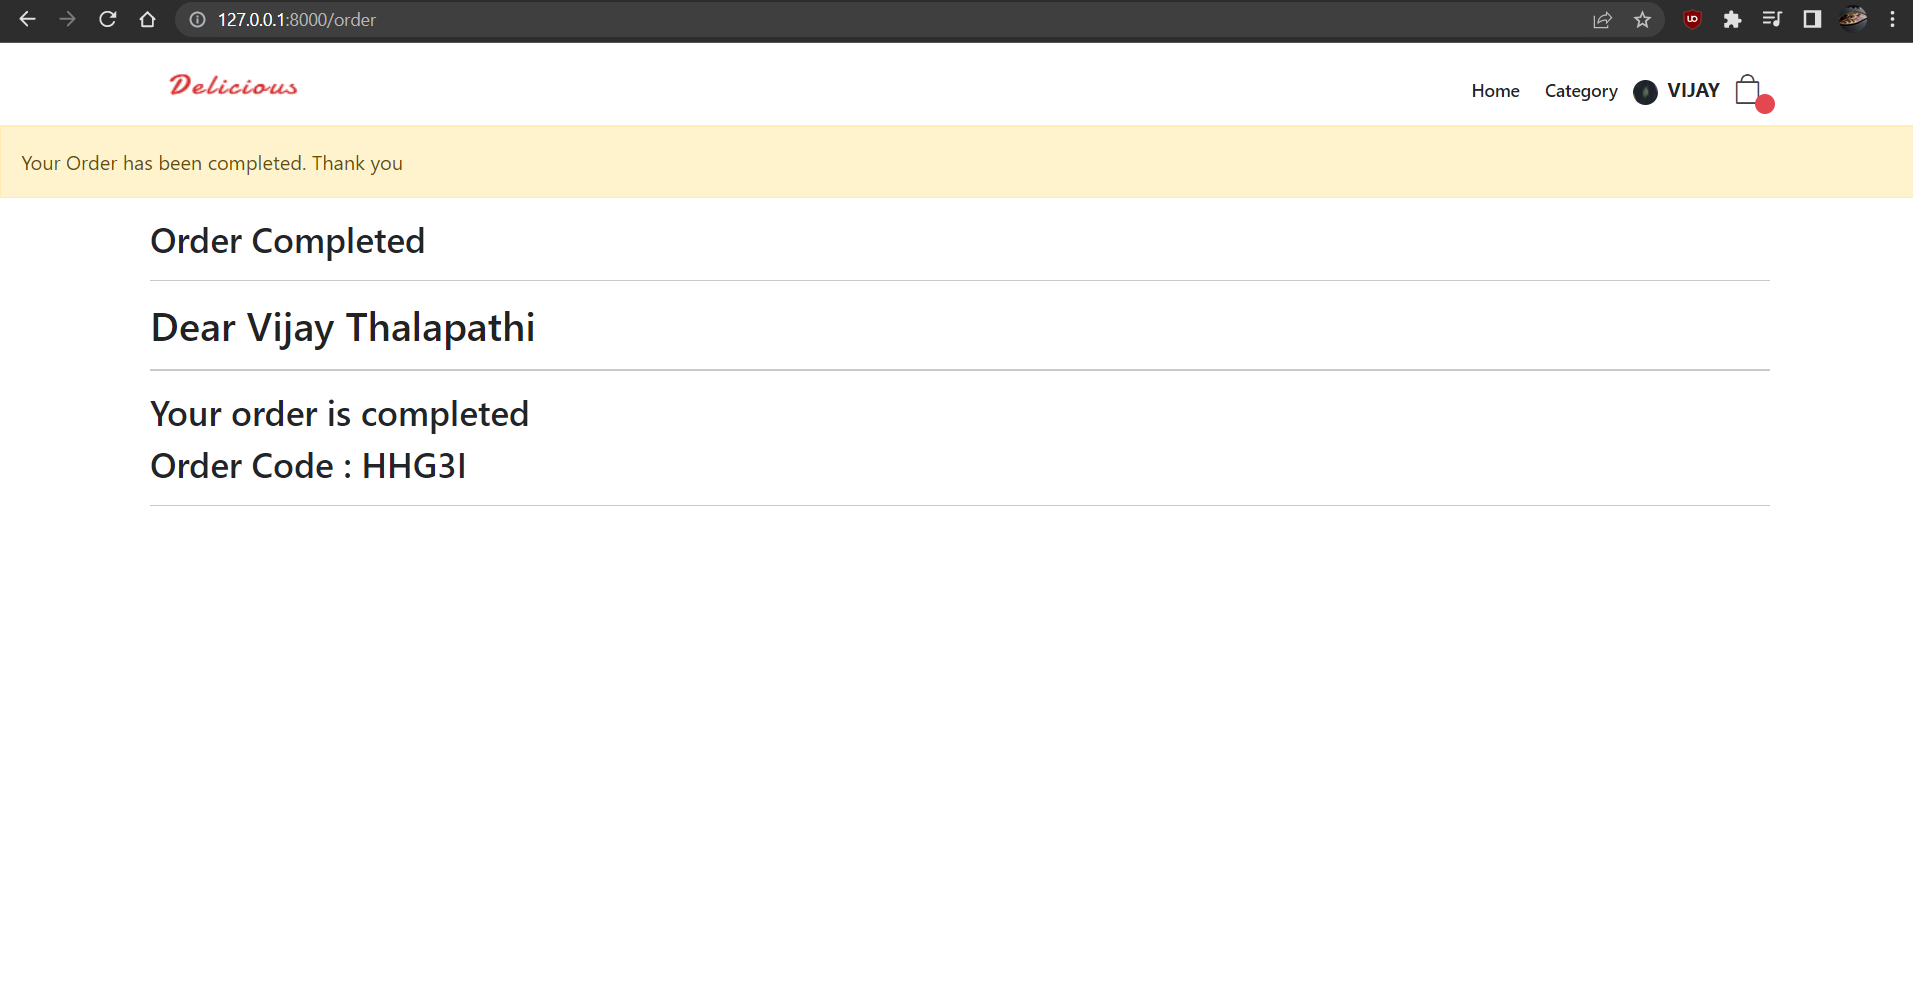 127.0.0.1:8000/order
Delicious
Home Category VIJAY
Your Order has been completed. Thank you
Order Completed
Dear Vijay Thalapathi
Your order is completed
Order Code : HHG3I